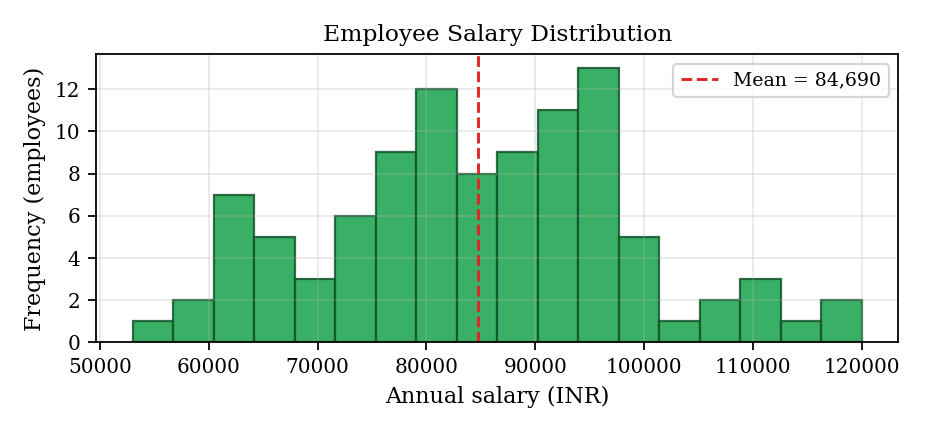 Employee Salary Distribution
Mean = 84,690
Frequency (employees)
12
10
8
6
4
2
0
50000 60000 70000 80000 90000 100000 110000 120000
Annual salary (INR)